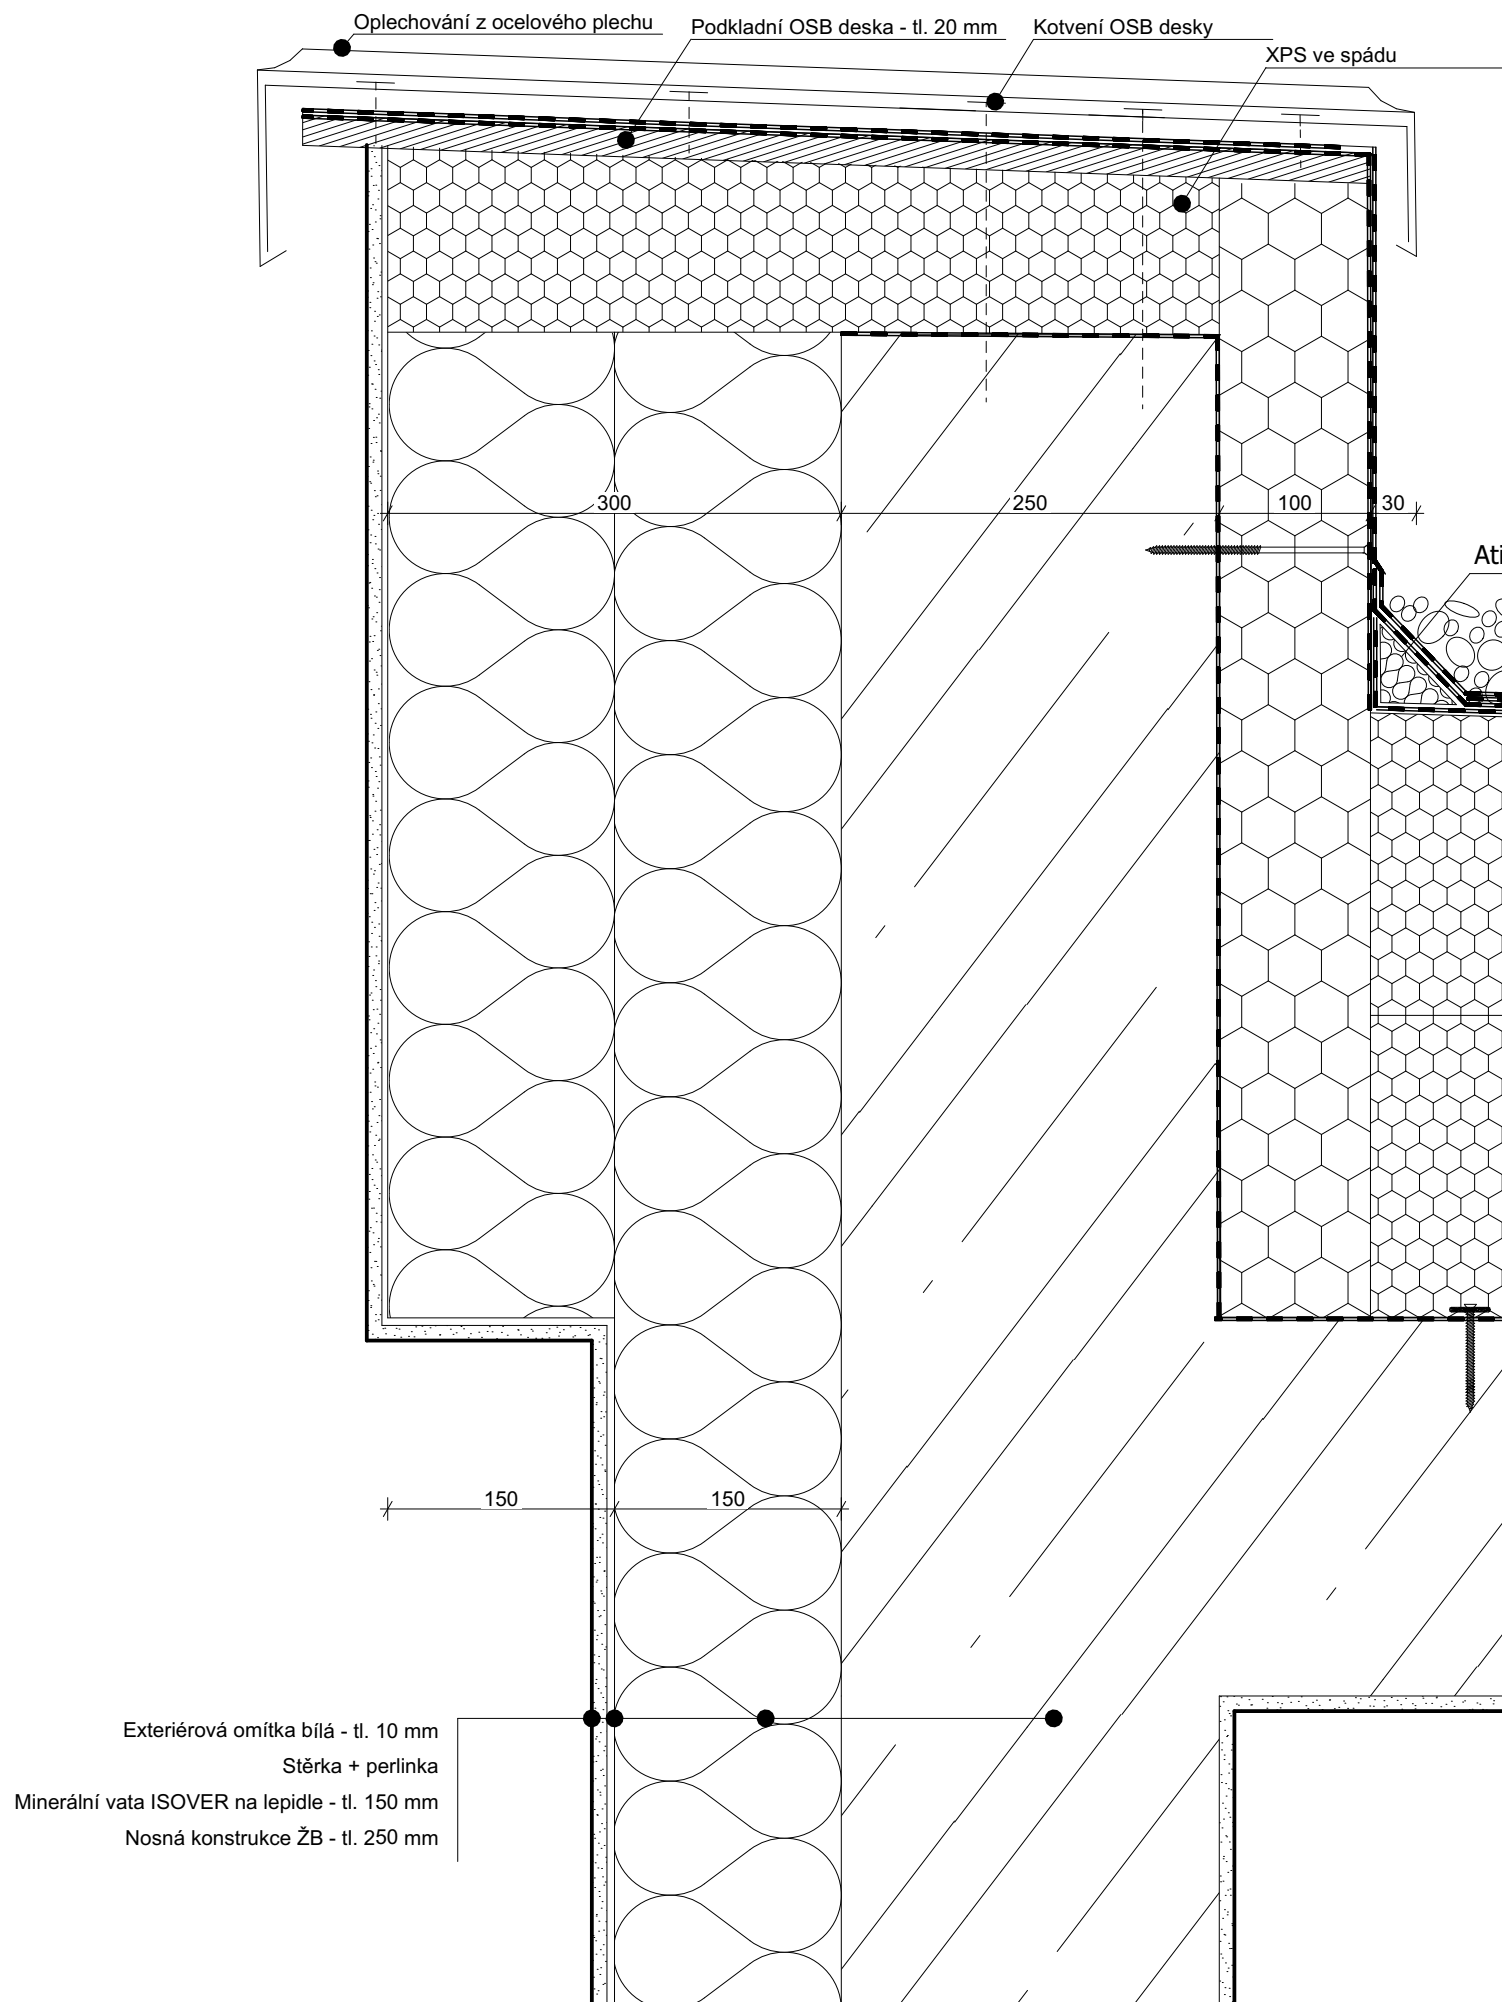 Oplechování z ocelového plechu
Podkladní OSB deska - tl. 20 mm
Kotvení OSB desky
XPS ve spádu
300
250
100
30
Ati
150
150
Exteriérová omítka bílá - tl. 10 mm
Stěrka + perlinka
Minerální vata ISOVER na lepidle - tl. 150 mm
Nosná konstrukce ŽB - tl. 250 mm